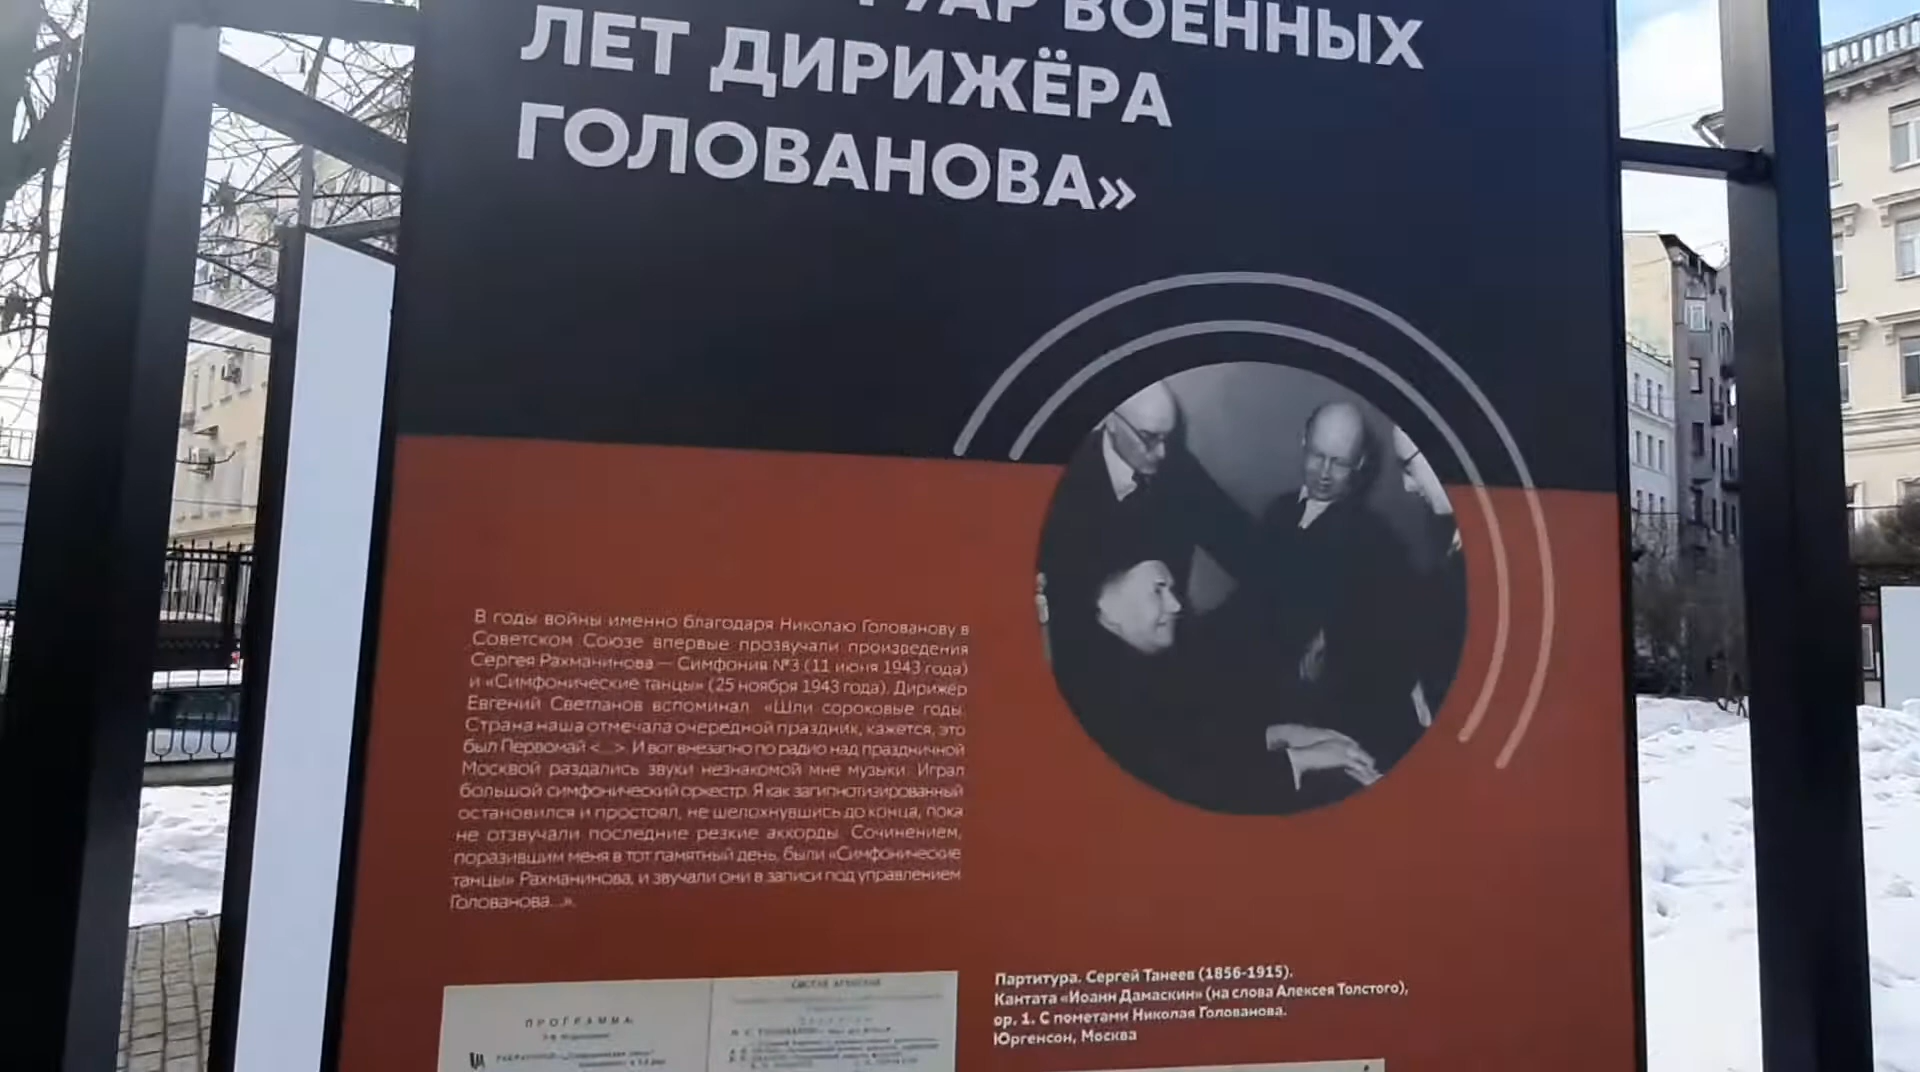 ВОЕННЫХ
ЛЕТ ДИРИЖЁРА
ГОЛОВАНОВА»
В годы войны именно благодаря Николаю Голованову в
Советском Союзе впервые прозвучали произведения
Сергея Рахманинова — Симфония №3 (11 июня 1943 года)
и «Симфонические танцы» (25 ноября 1943 года). Дирижёр
Евгений Светланов вспоминал: «Шли сороковые годы.
Страна наша отмечала очередной праздник, кажется, это
был Первомай <...> И вот внезапно по радио над праздничной
Москвой раздались звуки незнакомой мне музыки. Играл
большой симфонический оркестр. Я как загипнотизированный
остановился и простоял, не шелохнувшись до конца, пока
не отзвучали последние резкие аккорды. Сочинением,
поразившим меня в тот памятный день, были «Симфонические
танцы» Рахманинова, и звучали они в записи под управлением
Голованова...».
Партитура. Сергей Танеев (1856-1915).
Кантата «Иоанн Дамаскин» (на слова Алексея Толстого),
op. 1. С пометами Николая Голованова.
Юргенсон, Москва
ПРОГРАММА